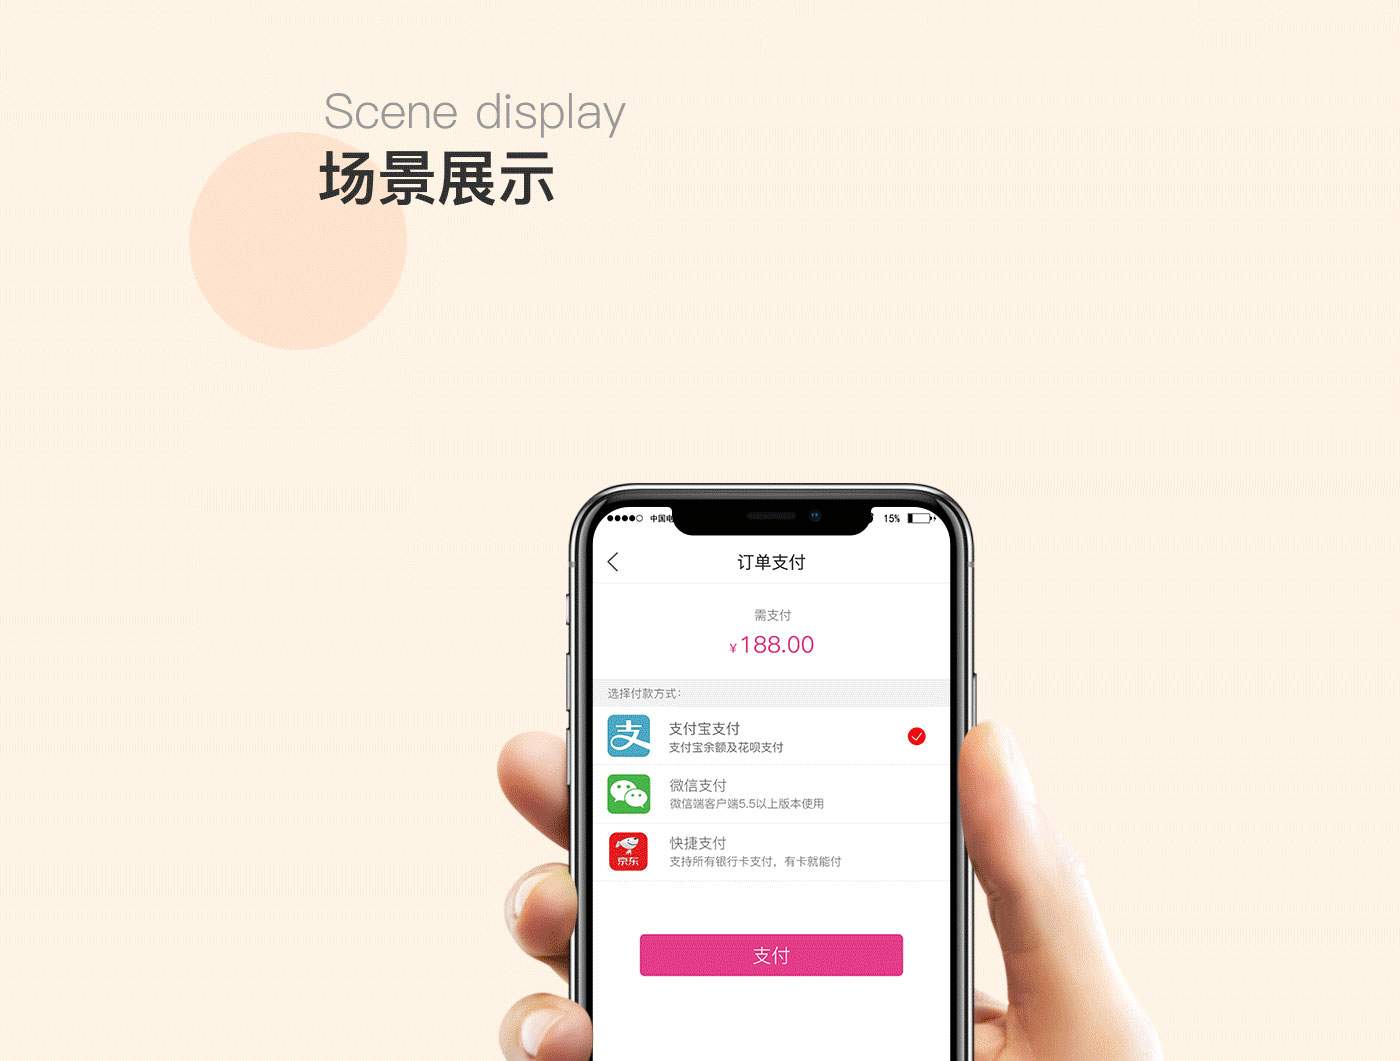 Scene display
场景展示
中国电
15%
订单支付
需支付
¥188.00
选择付款方式:
支
支付宝支付
支付宝余额及花呗支付
微信支付
微信端客户端5.5以上版本使用
京东
快捷支付
支持所有银行卡支付，有卡就能付
支付